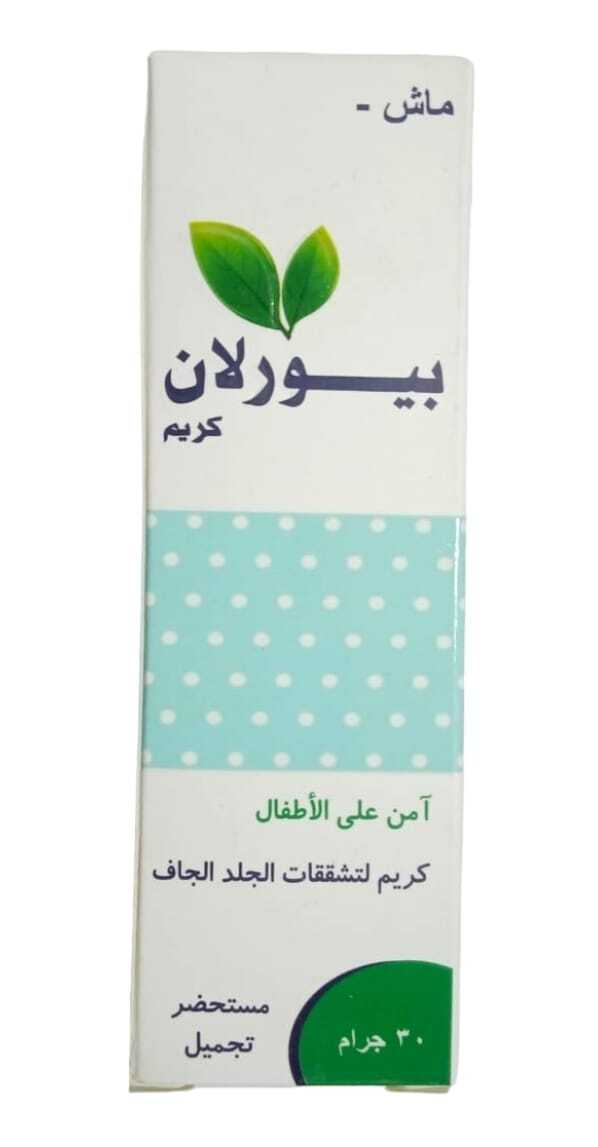 ماش -
بيـــورلان
كريم
آمن على الأطفال
كريم لتشققات الجلد الجاف
مستحضر
تجميل
٣٠ جرام